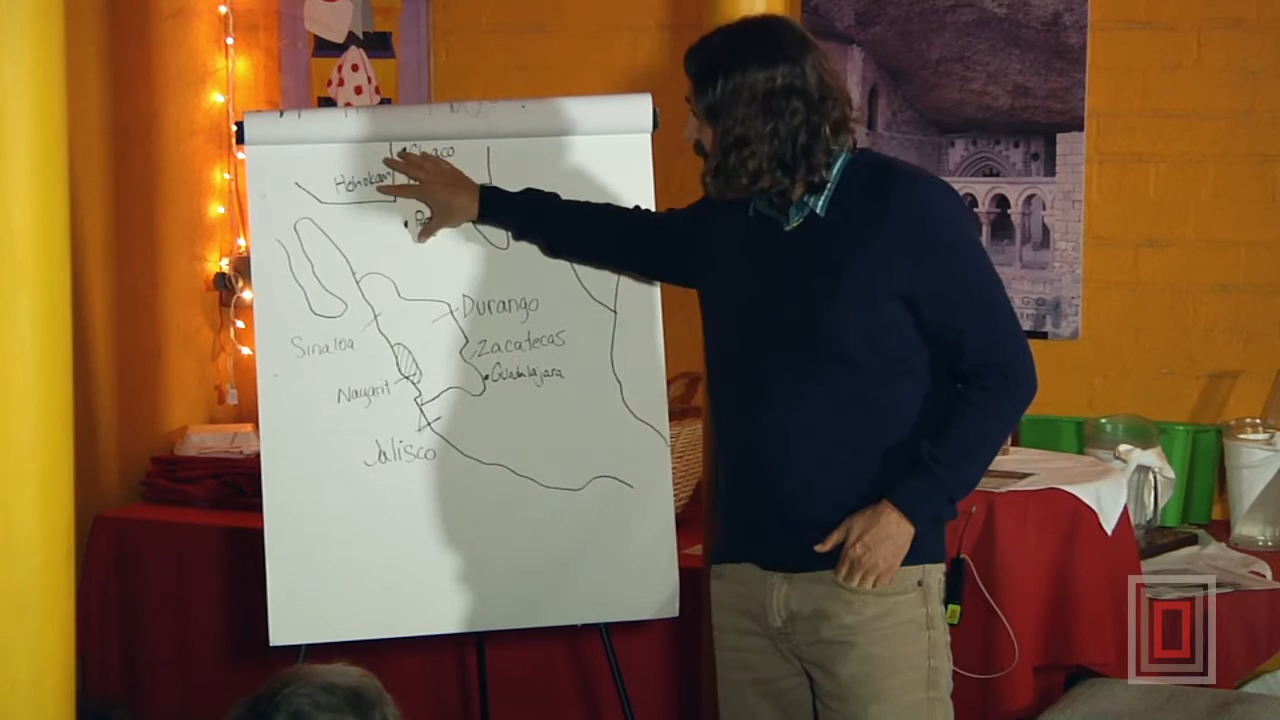 Chaco
Hohokam
Durango
Sinaloa
Zacatecas
Guadalajara
Nayarit
Jalisco